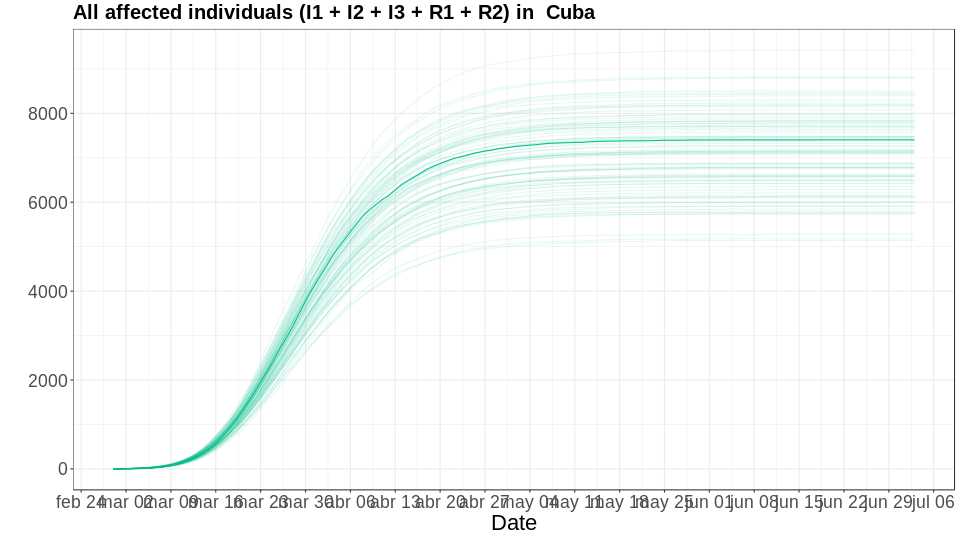 All affected individuals (I1 + I2 + I3 + R1 + R2) in  Cuba
8000
6000
4000
2000
0
feb 24 mar 02 mar 09 mar 16 mar 23 mar 30 abr 06 abr 13 abr 20 abr 27 may 04 may 11 may 18 may 25 jun 01 jun 08 jun 15 jun 22 jun 29 jul 06
Date